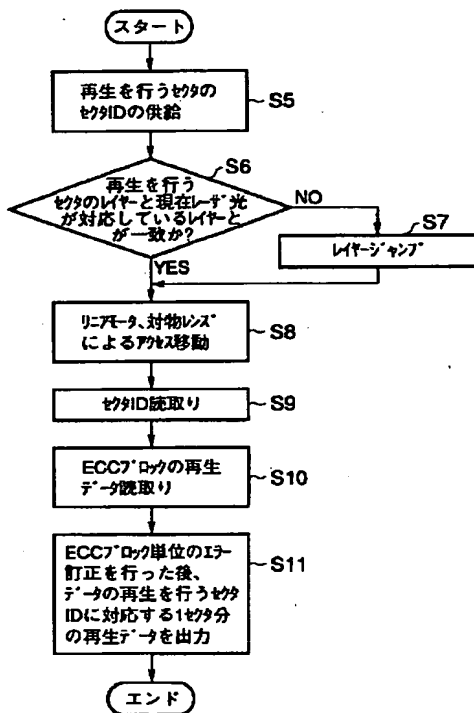 スタート
再生を行うセクタの
セクタIDの供給
S5
S6
再生を行う
セクタのレイヤーと現在レーザ光
が対応しているレイヤーと
が一致か?
NO
S7
レイヤージャンプ
YES
リニアモータ、対物レンズ
によるアクセス移動
S8
セクタID読取り
S9
ECCブロックの再生
データ読取り
S10
ECCブロック単位のエラー
訂正を行った後、
データの再生を行うセクタ
IDに対応する1セクタ分
の再生データを出力
S11
エンド